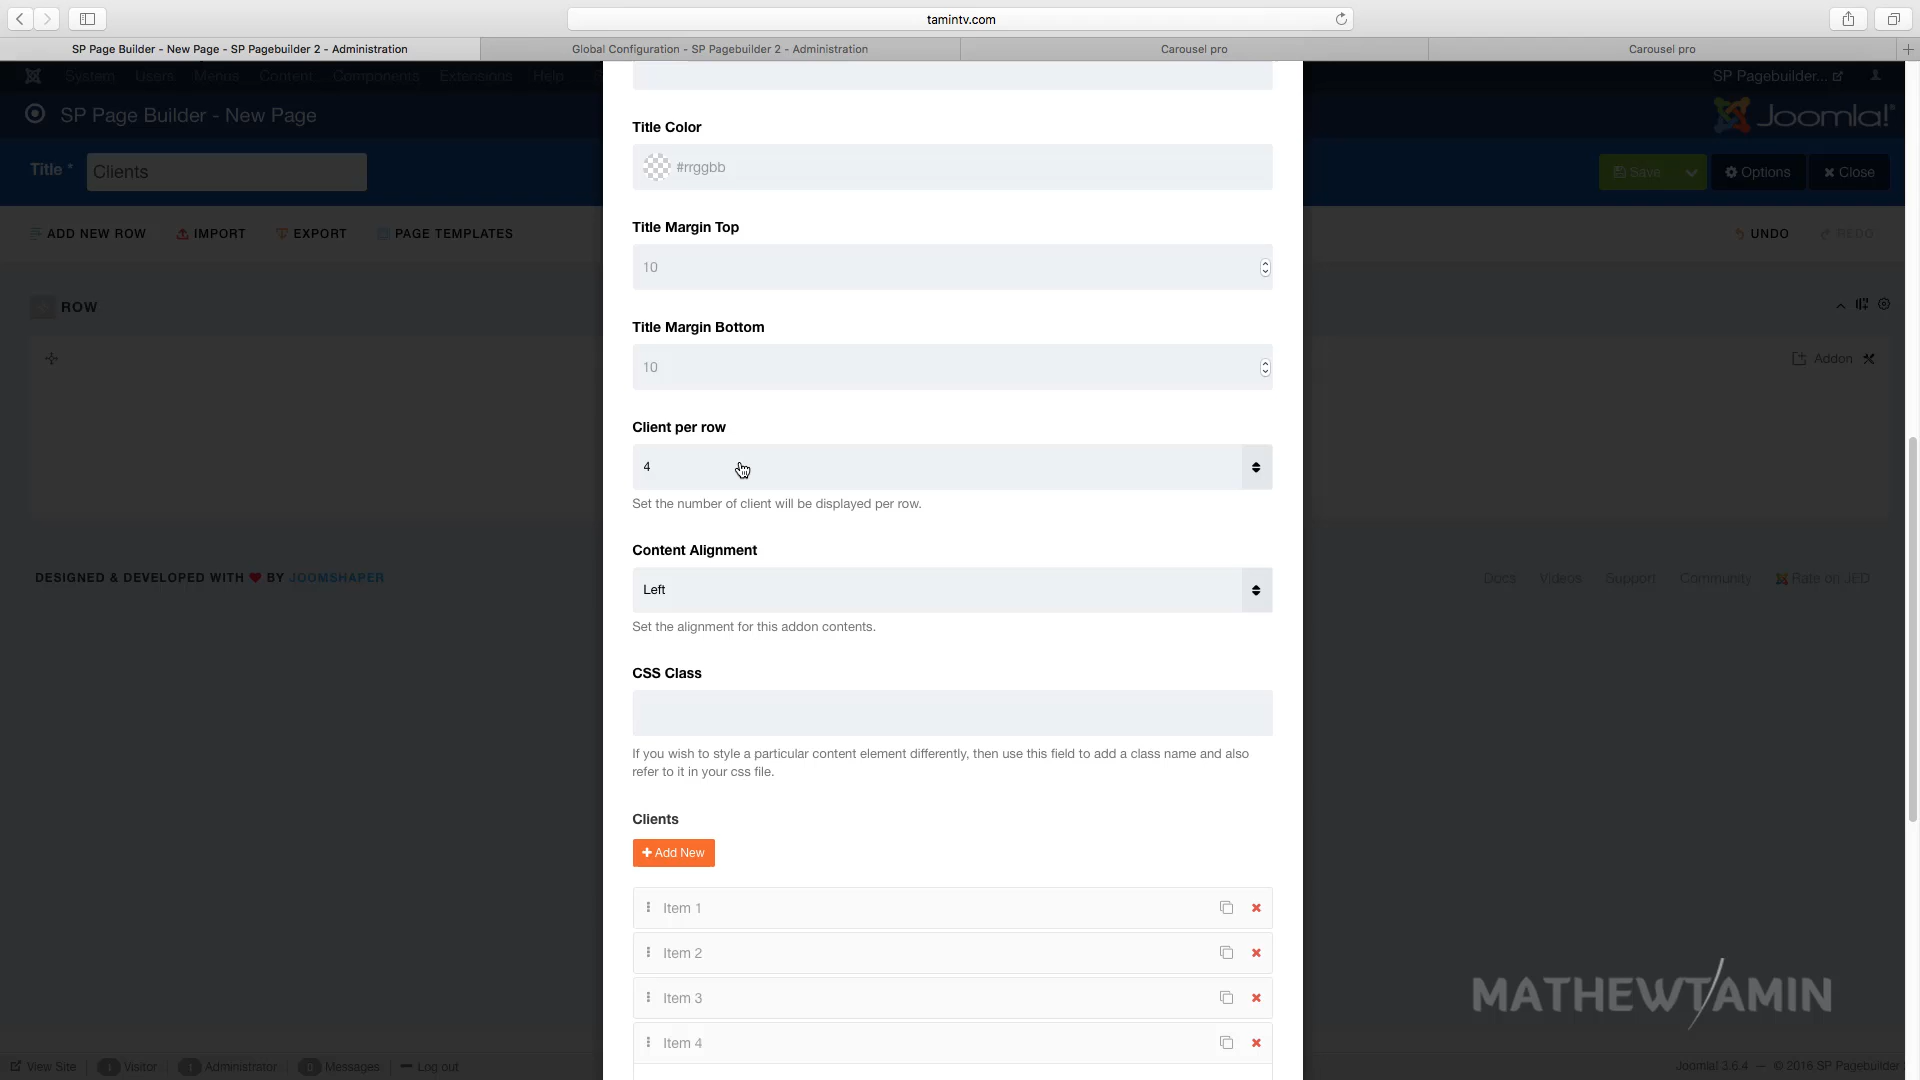 tamintv.com
SP Page Builder - New Page - SP Pagebuilder 2 - Administration
Global Configuration - SP Pagebuilder 2 - Administration
Carousel pro
Carousel pro
System Users Menus Content Components Extensions Help
SP Pagebuilder...
SP Page Builder - New Page
Joomla!
Title * Clients
Save Options Close
ADD NEW ROW IMPORT EXPORT PAGE TEMPLATES
UNDO REDO
ROW
Addon
DESIGNED & DEVELOPED WITH BY JOOMSHAPER
Docs Videos Support Community Rate on JED
Title Color
#rrggbb
Title Margin Top
10
Title Margin Bottom
10
Client per row
4
Set the number of client will be displayed per row.
Content Alignment
Left
Set the alignment for this addon contents.
CSS Class
If you wish to style a particular content element differently, then use this field to add a class name and also
refer to it in your css file.
Clients
+ Add New
Item 1
Item 2
Item 3
Item 4
MATHEWTAMIN
View Site Visitor Administrator 0 Messages Log out
Joomla! 3.6.4 — © 2016 SP Pagebuilder